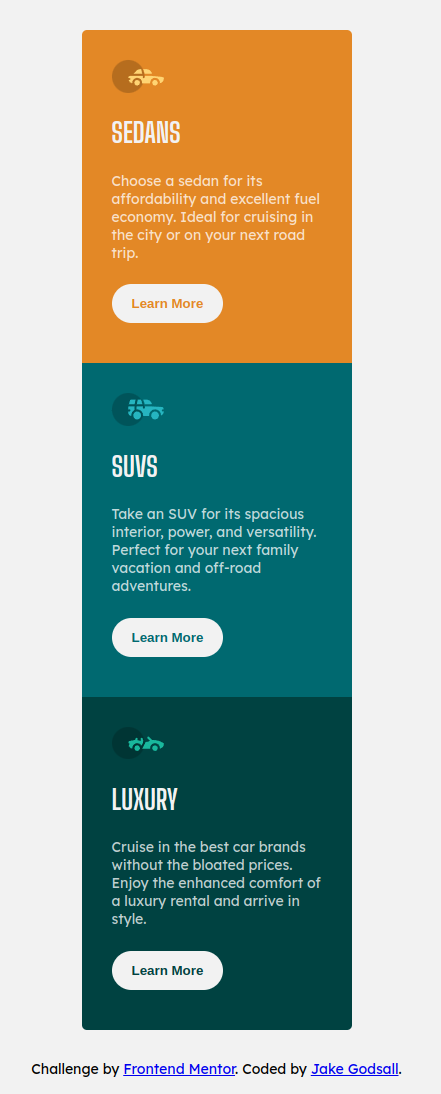 SEDANS
Choose a sedan for its
affordability and excellent fuel
economy. Ideal for cruising in
the city or on your next road
trip.
Learn More
SUVS
Take an SUV for its spacious
interior, power, and versatility.
Perfect for your next family
vacation and off-road
adventures.
Learn More
LUXURY
Cruise in the best car brands
without the bloated prices.
Enjoy the enhanced comfort of
a luxury rental and arrive in
style.
Learn More
Challenge by Frontend Mentor. Coded by Jake Godsall.